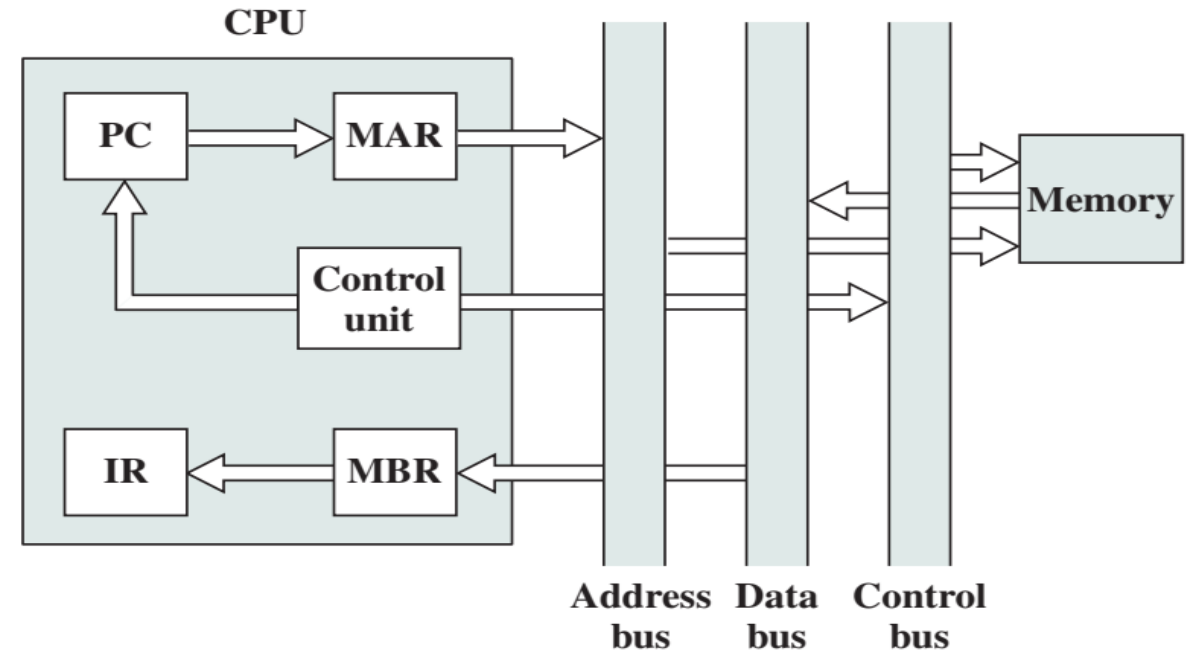 CPU
PC
MAR
Memory
Control
unit
IR
MBR
Address
bus
Data
bus
Control
bus